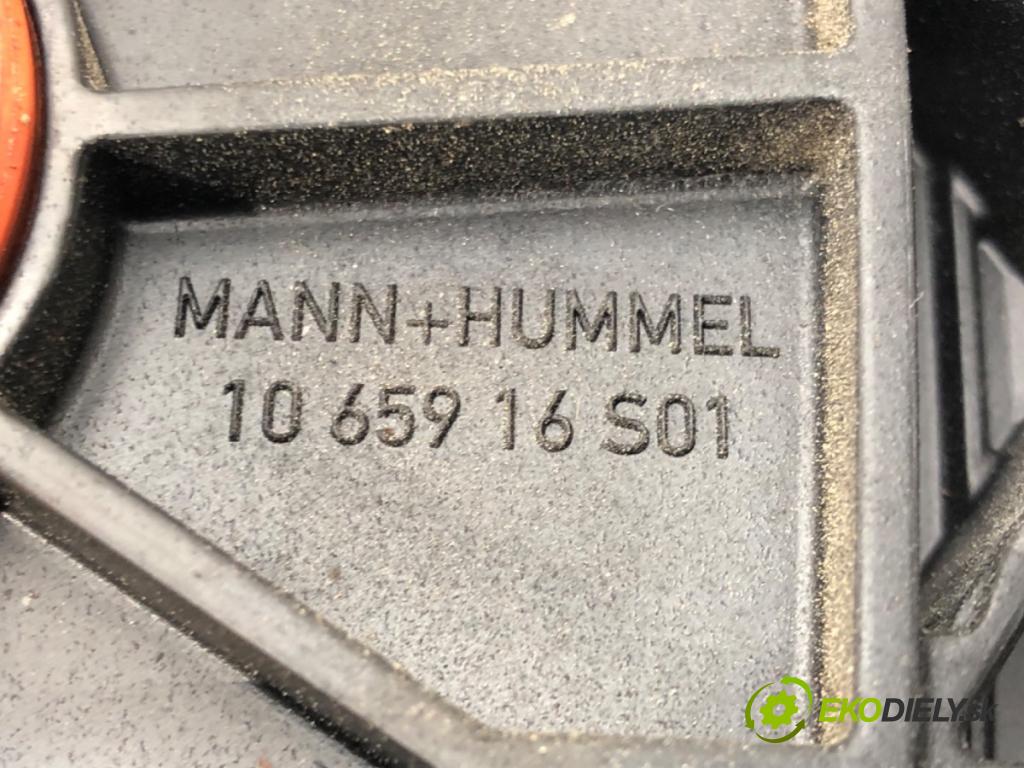 MANN+HUMMEL
10 659 16 S01
EKODIELY.sk